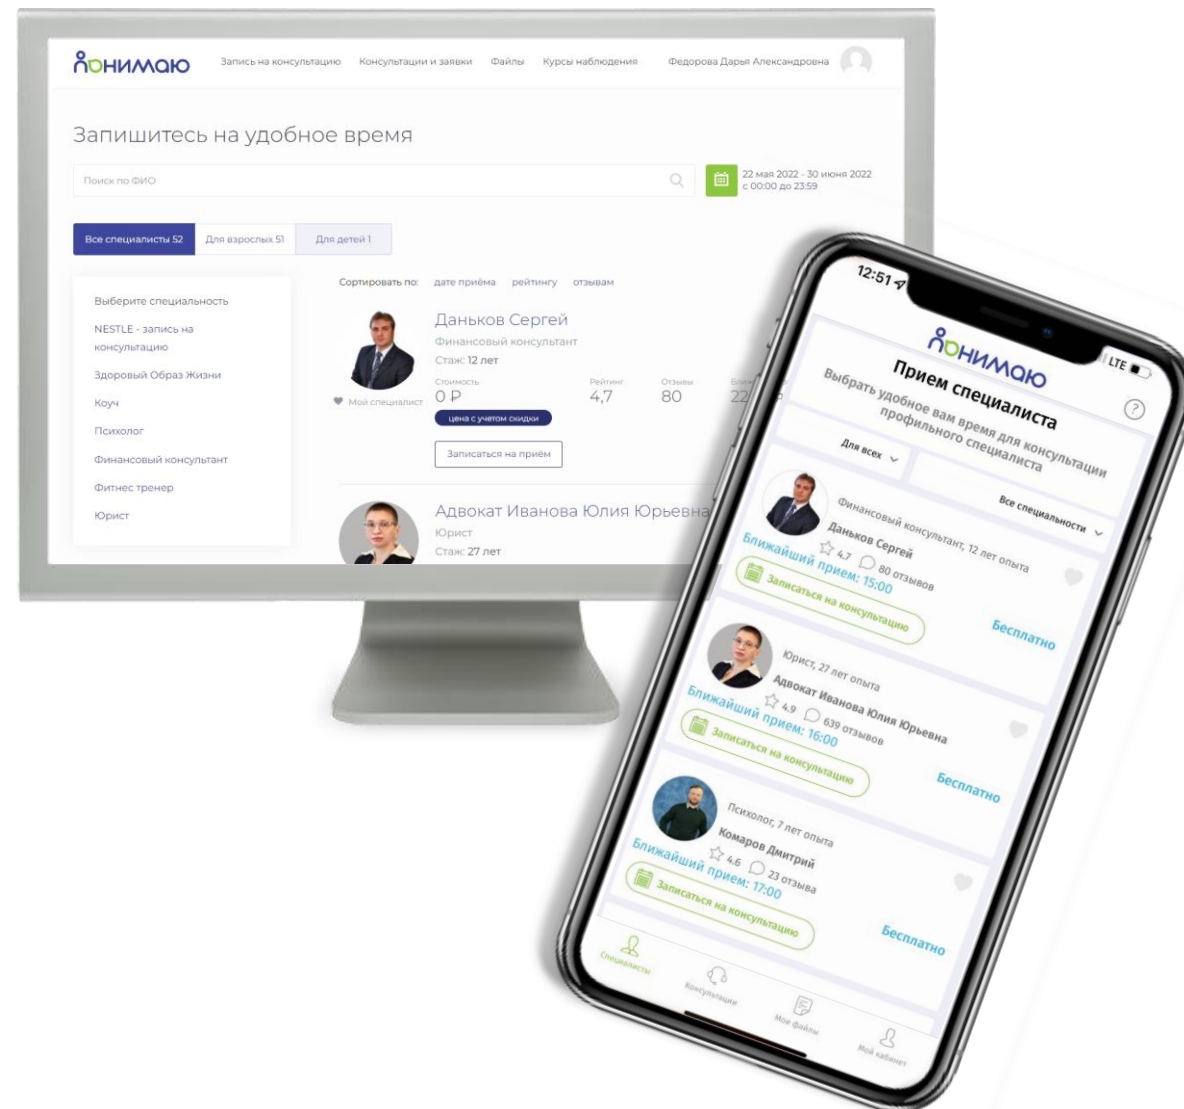 понимаю
Запись на консультацию Консультации и заявки Файлы Курсы наблюдения Федорова Дарья Александровна
Запишитесь на удобное время
Поиск по ФИО
22 мая 2022 - 30 июня 2022
с 00:00 до 23:59
Все специалисты 52 Для взрослых 51 Для детей 1
Сортировать по: дате приёма рейтингу отзывам
Выберите специальность
NESTLE - запись на
консультацию
Здоровый Образ Жизни
Коуч
Психолог
Финансовый консультант
Фитнес тренер
Юрист
Даньков Сергей
Финансовый консультант
Стаж: 12 лет
Стоимость Рейтинг Отзывы
0 ₽ 4,7 80 22
Мой специалист
цена с учетом скидки
Записаться на приём
Адвокат Иванова Юлия Юрьевна
Юрист
Стаж: 27 лет
12:51
LTE
понимаю
Прием специалиста
?
Выбрать удобное вам время для консультации
профильного специалиста
Для всех
Все специальности
Финансовый консультант, 12 лет опыта
Даньков Сергей
4.7 80 отзывов
Ближайший прием: 15:00
Записаться на консультацию
Бесплатно
Юрист, 27 лет опыта
Адвокат Иванова Юлия Юрьевна
4.9 639 отзывов
Ближайший прием: 16:00
Записаться на консультацию
Бесплатно
Психолог, 7 лет опыта
Комаров Дмитрий
4.6 23 отзыва
Ближайший прием: 17:00
Записаться на консультацию
Бесплатно
Специалисты
Консультации
Мои файлы
Мой кабинет